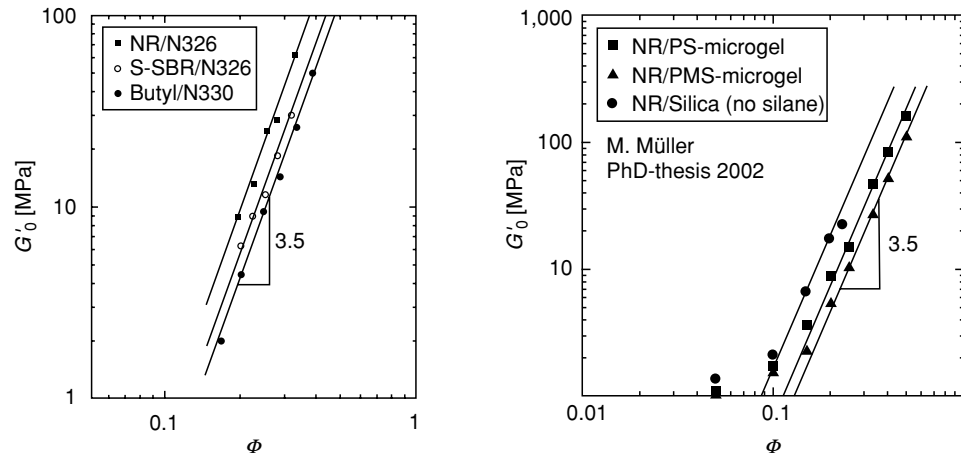 100
10
1
0.1
1
G'0 [MPa]
Φ
NR/N326
S-SBR/N326
Butyl/N330
3.5
1,000
100
10
0.01
0.1
1
G'0 [MPa]
Φ
NR/PS-microgel
NR/PMS-microgel
NR/Silica (no silane)
M. Müller
PhD-thesis 2002
3.5